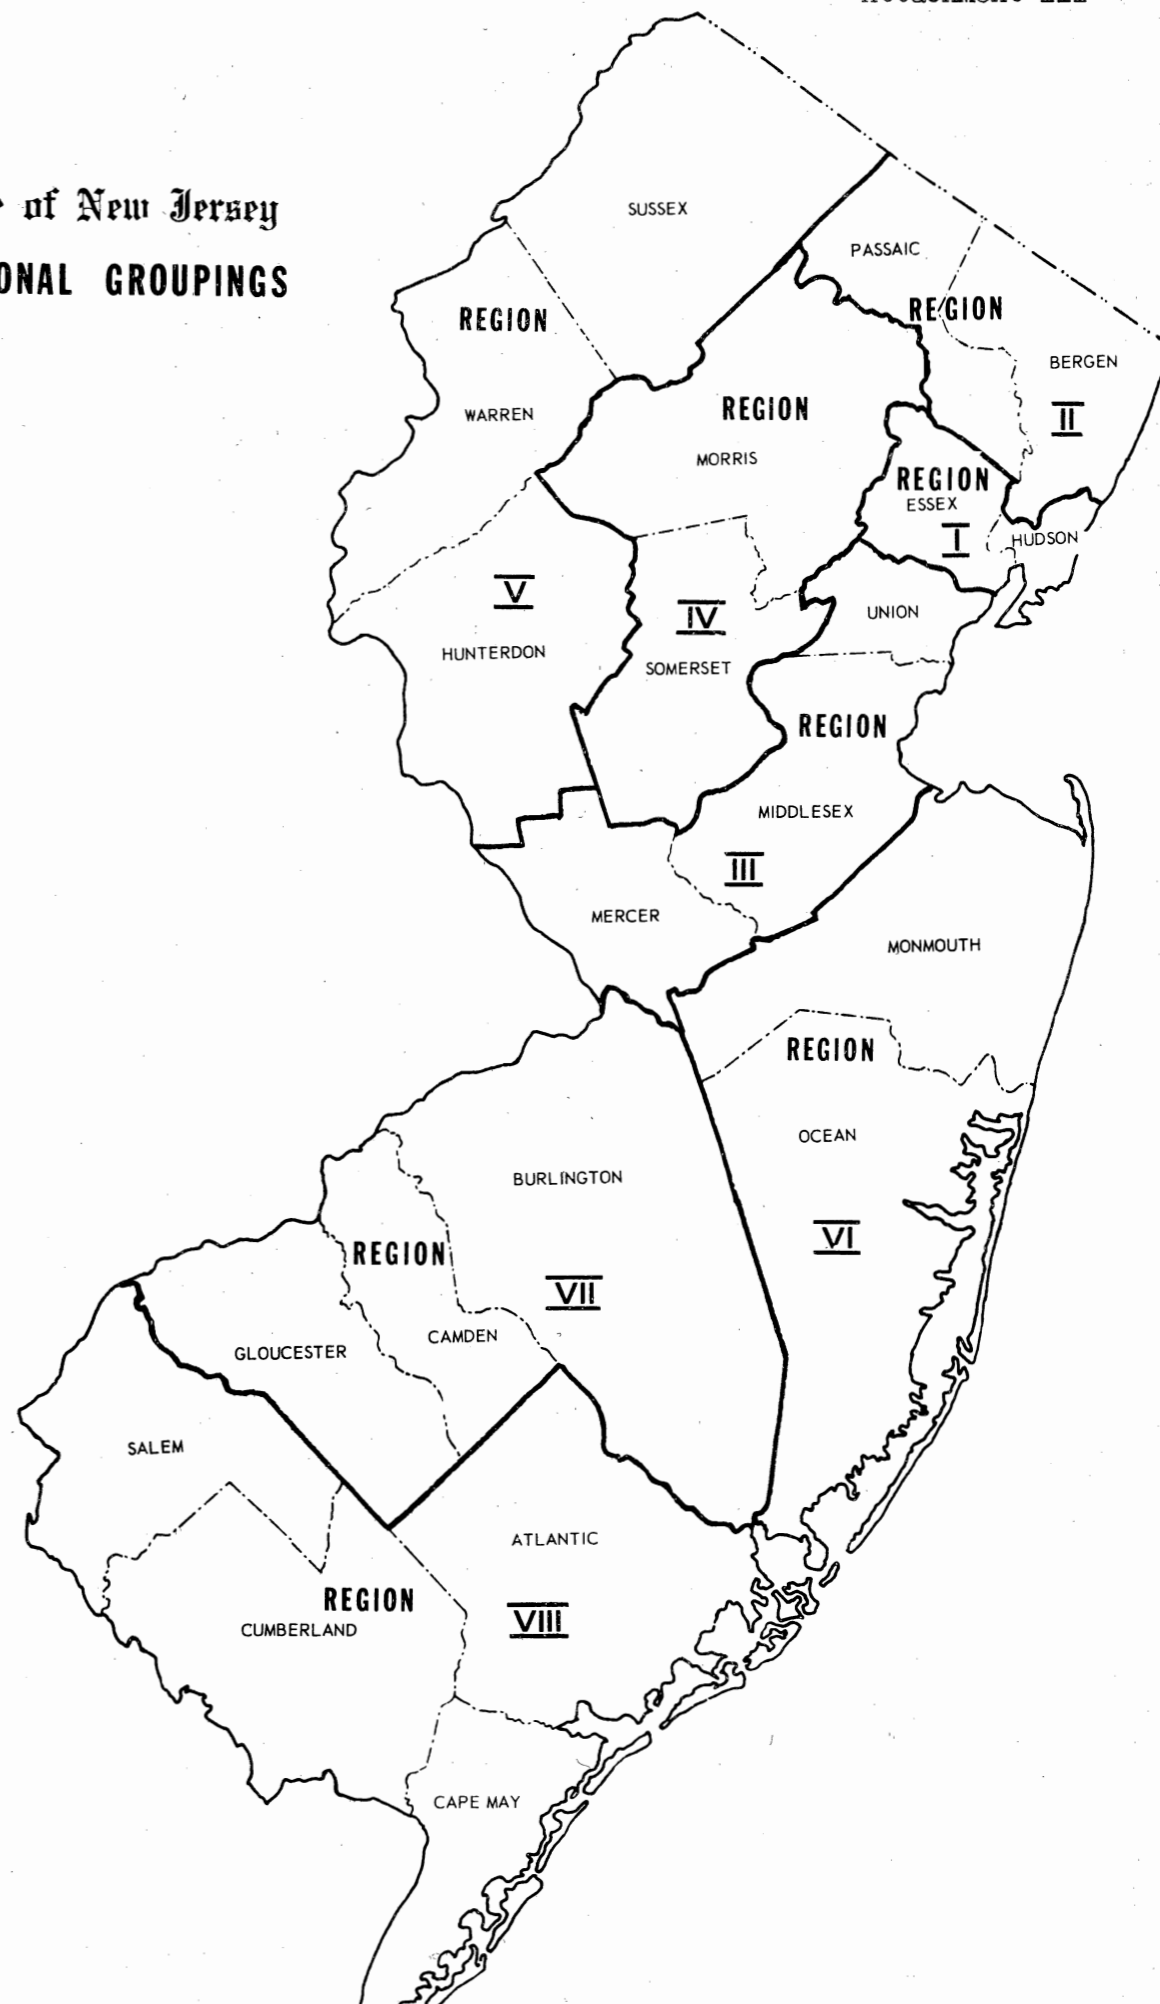 of New Jersey
GROUPINGS
SUSSEX
PASSAIC
REGION
REGION
BERGEN
WARREN
REGION
II
MORRIS
REGION
ESSEX
I
HUDSON
V
IV
UNION
HUNTERDON
SOMERSET
REGION
MIDDLESEX
III
MERCER
MONMOUTH
REGION
OCEAN
BURLINGTON
VI
REGION
VII
CAMDEN
GLOUCESTER
SALEM
ATLANTIC
REGION
VIII
CUMBERLAND
CAPE MAY